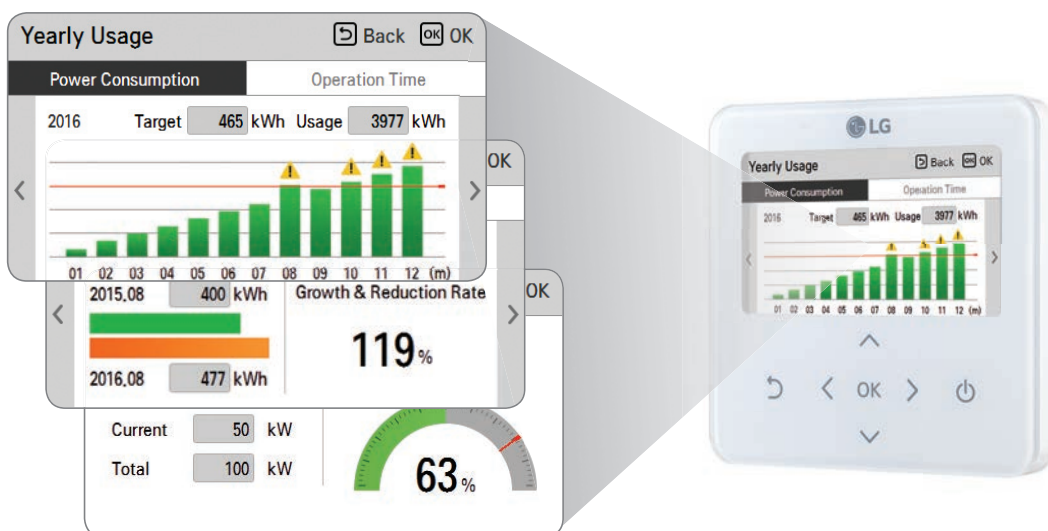 Yearly Usage Back OK OK
Power Consumption Operation Time
2016 Target 465 kWh Usage 3977 kWh
OK
01 02 03 04 05 06 07 08 09 10 11 12 (m)
2015.08 400 kWh Growth & Reduction Rate OK
119%
2016.08 477 kWh
Current 50 kW
Total 100 kW
63%
LG
Yearly Usage Back OK OK
Power Consumption Operation Time
2016 Target 465 kWh Usage 3977 kWh
01 02 03 04 05 06 07 08 09 10 11 12 (m)
OK